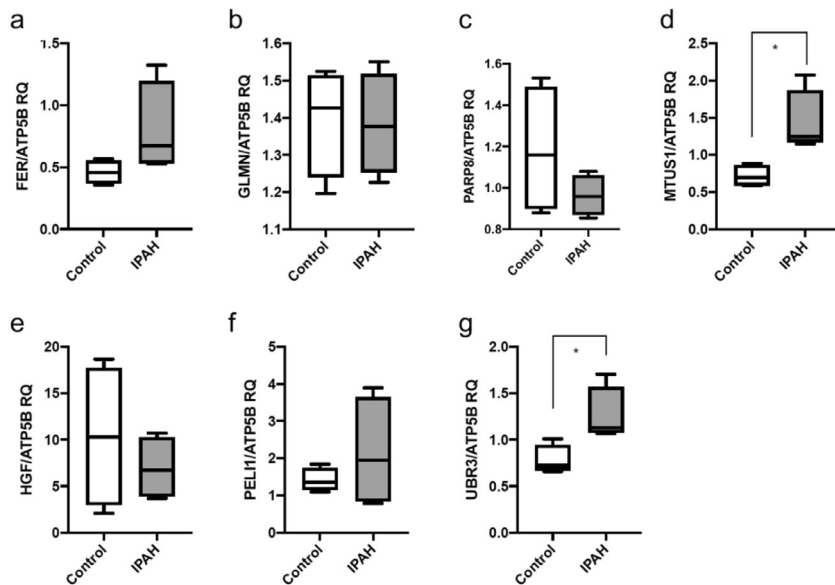 a
FER/ATP5B RQ
1.5
1.0
0.5
0.0
Control
IPAH
b
GLMN/ATP5B RQ
1.6
1.5
1.4
1.3
1.2
1.1
Control
IPAH
c
PARP8/ATP5B RQ
1.6
1.4
1.2
1.0
0.8
Control
IPAH
d
MTUS1/ATP5B RQ
2.5
2.0
1.5
1.0
0.5
0.0
*
Control
IPAH
e
HGF/ATP5B RQ
20
15
10
5
0
Control
IPAH
f
PELI1/ATP5B RQ
5
4
3
2
1
0
Control
IPAH
g
UBR3/ATP5B RQ
2.0
1.5
1.0
0.5
0.0
*
Control
IPAH